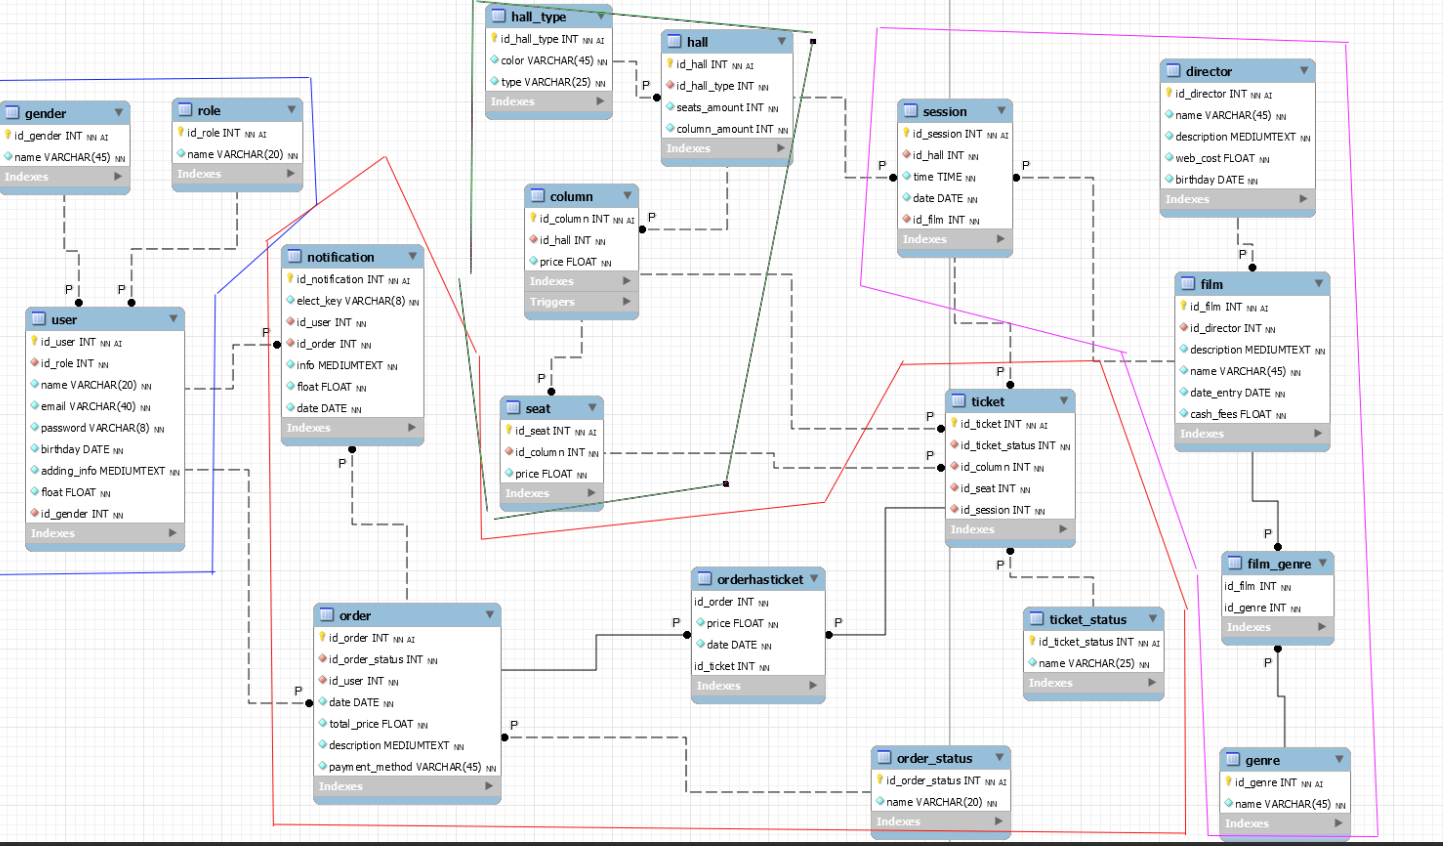 hall_type
id_hall_type INT NN AI
color VARCHAR(45) NN
type VARCHAR(25) NN
Indexes
hall
id_hall INT NN AI
id_hall_type INT NN
seats_amount INT NN
column_amount INT NN
Indexes
P
gender
id_gender INT NN AI
name VARCHAR(45) NN
Indexes
role
id_role INT NN AI
name VARCHAR(20) NN
Indexes
P
P
user
id_user INT NN AI
id_role INT NN
name VARCHAR(20) NN
email VARCHAR(40) NN
password VARCHAR(8) NN
birthday DATE NN
adding_info MEDIUMTEXT NN
float FLOAT NN
id_gender INT NN
Indexes
notification
id_notification INT NN AI
elect_key VARCHAR(8) NN
id_user INT NN
id_order INT NN
info MEDIUMTEXT NN
float FLOAT NN
date DATE NN
Indexes
P
P
column
id_column INT NN AI
id_hall INT NN
price FLOAT NN
Indexes
Triggers
P
P
seat
id_seat INT NN AI
id_column INT NN
price FLOAT NN
Indexes
session
id_session INT NN AI
id_hall INT NN
time TIME NN
date DATE NN
id_film INT NN
Indexes
P
P
director
id_director INT NN AI
name VARCHAR(45) NN
description MEDIUMTEXT NN
web_cost FLOAT NN
birthday DATE NN
Indexes
P
film
id_film INT NN AI
id_director INT NN
description MEDIUMTEXT NN
name VARCHAR(45) NN
date_entry DATE NN
cash_fees FLOAT NN
Indexes
P
P
P
ticket
id_ticket INT NN AI
id_ticket_status INT NN
id_column INT NN
id_seat INT NN
id_session INT NN
Indexes
P
P
film_genre
id_film INT NN
id_genre INT NN
Indexes
P
orderhasticket
id_order INT NN
price FLOAT NN
date DATE NN
id_ticket INT NN
Indexes
P
P
ticket_status
id_ticket_status INT NN AI
name VARCHAR(25) NN
Indexes
order
id_order INT NN AI
id_order_status INT NN
id_user INT NN
date DATE NN
total_price FLOAT NN
description MEDIUMTEXT NN
payment_method VARCHAR(45) NN
Indexes
P
P
order_status
id_order_status INT NN AI
name VARCHAR(20) NN
Indexes
genre
id_genre INT NN AI
name VARCHAR(45) NN
Indexes